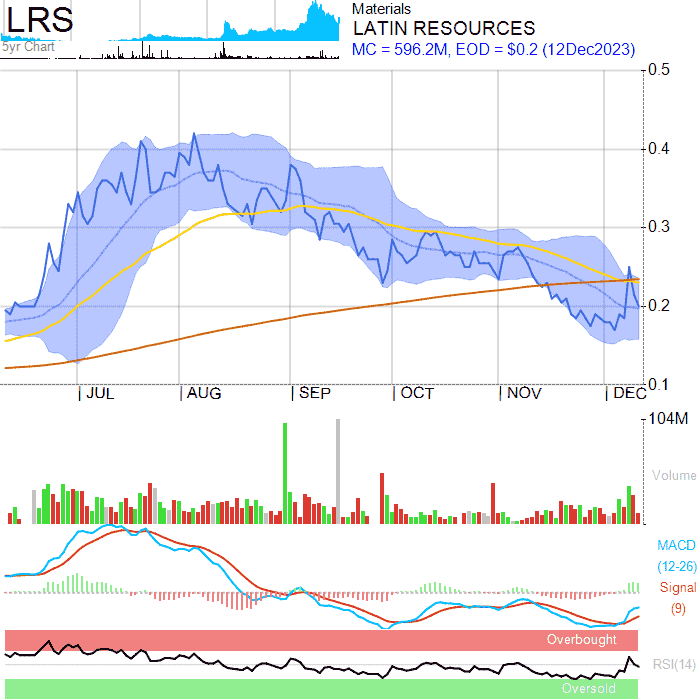 LRS
5yr Chart
Materials
LATIN RESOURCES
MC = 596.2M, EOD = $0.2 (12Dec2023)
0.5
0.4
0.3
0.2
0.1
JUL
AUG
SEP
OCT
NOV
DEC
104M
Volume
MACD
(12-26)
Signal
(9)
Overbought
RSI(14)
Oversold